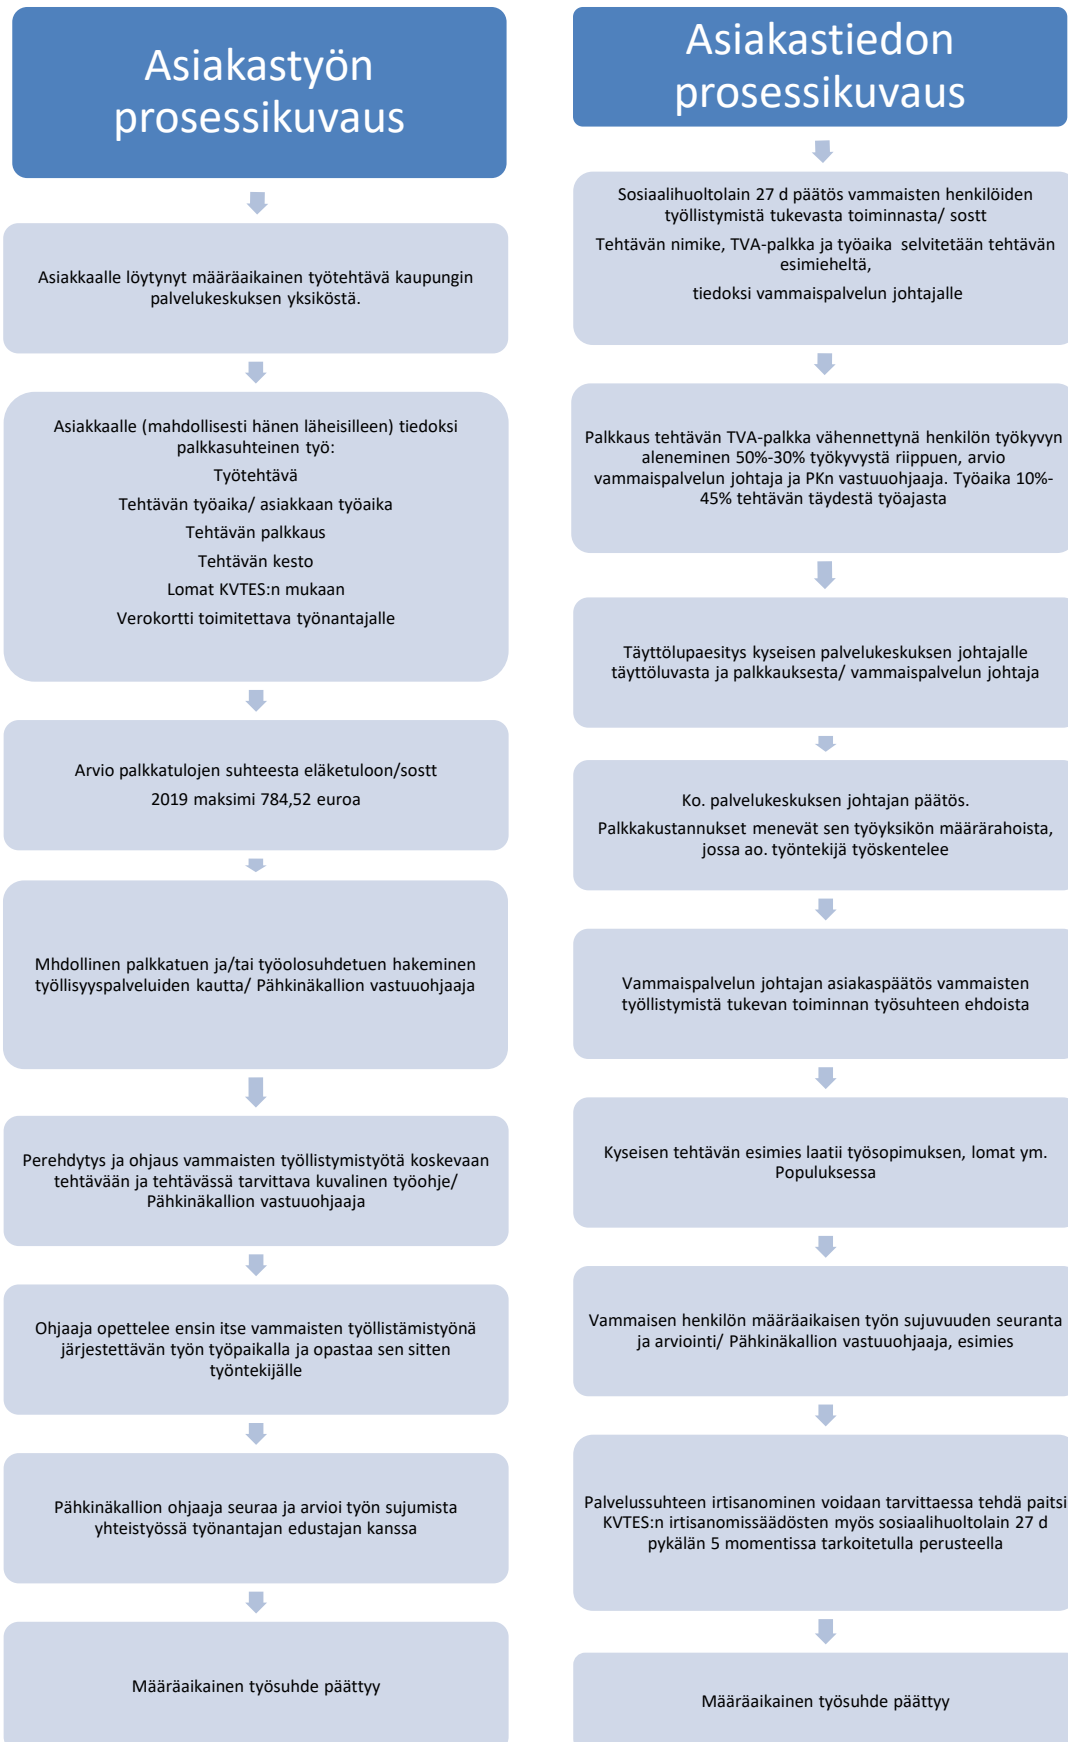 Asiakastyön
prosessikuvaus
Asiakkaalle löytynyt määräaikainen työtehtävä kaupungin
palvelukeskuksen yksiköstä.
Asiakkaalle (mahdollisesti hänen läheisilleen) tiedoksi
palkkasuhteinen työ:
Työtehtävä
Tehtävän työaika/ asiakkaan työaika
Tehtävän palkkaus
Tehtävän kesto
Lomat KVTES:n mukaan
Verokortti toimitettava työnantajalle
Arvio palkkatulojen suhteesta eläketuloon/sostt
2019 maksimi 784,52 euroa
Mhdollinen palkkatuen ja/tai työolosuhdetuen hakeminen
työllisyyspalveluiden kautta/ Pähkinäkallion vastuuohjaaja
Perehdytys ja ohjaus vammaisten työllistymistyötä koskevaan
tehtävään ja tehtävässä tarvittava kuvalinen työohje/
Pähkinäkallion vastuuohjaaja
Ohjaaja opettelee ensin itse vammaisten työllistämistyönä
järjestettävän työn työpaikalla ja opastaa sen sitten
työntekijälle
Pähkinäkallion ohjaaja seuraa ja arvioi työn sujumista
yhteistyössä työnantajan edustajan kanssa
Määräaikainen työsuhde päättyy
Asiakastiedon
prosessikuvaus
Sosiaalihuoltolain 27 d päätös vammaisten henkilöiden
työllistymistä tukevasta toiminnasta/ sostt
Tehtävän nimike, TVA-palkka ja työaika selvitetään tehtävän
esimieheltä,
tiedoksi vammaispalvelun johtajalle
Palkkaus tehtävän TVA-palkka vähennettynä henkilön työkyvyn
aleneminen 50%-30% työkyvystä riippuen, arvio
vammaispalvelun johtaja ja PKn vastuuohjaaja. Työaika 10%-
45% tehtävän täydestä työajasta
Täyttölupaesitys kyseisen palvelukeskuksen johtajalle
täyttöluvasta ja palkkauksesta/ vammaispalvelun johtaja
Ko. palvelukeskuksen johtajan päätös.
Palkkakustannukset menevät sen työyksikön määrärahoista,
jossa ao. työntekijä työskentelee
Vammaispalvelun johtajan asiakaspäätös vammaisten
työllistymistä tukevan toiminnan työsuhteen ehdoista
Kyseisen tehtävän esimies laatii työsopimuksen, lomat ym.
Populuksessa
Vammaisen henkilön määräaikaisen työn sujuvuuden seuranta
ja arviointi/ Pähkinäkallion vastuuohjaaja, esimies
Palvelussuhteen irtisanominen voidaan tarvittaessa tehdä paitsi
KVTES:n irtisanomissäädösten myös sosiaalihuoltolain 27 d
pykälän 5 momentissa tarkoitetulla perusteella
Määräaikainen työsuhde päättyy